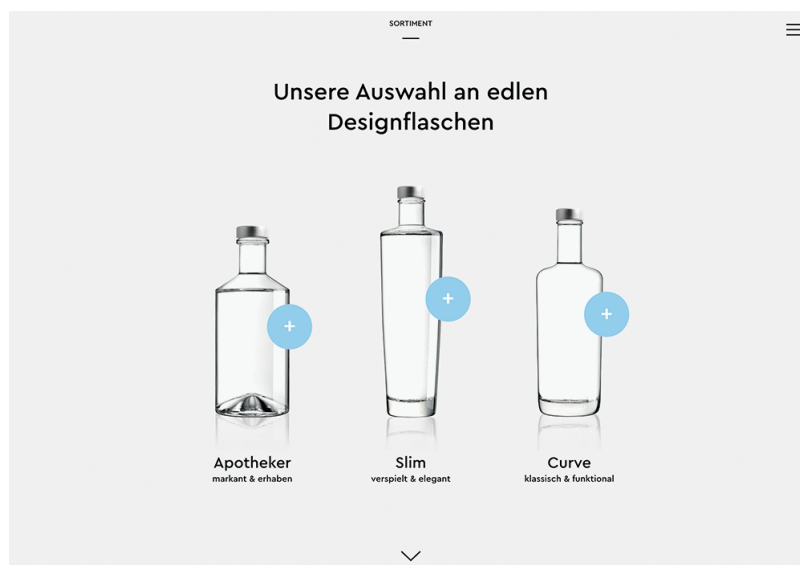 SORTIMENT
Unsere Auswahl an edlen
Designflaschen
+
+
+
Apotheker
markant & erhaben
Slim
verspielt & elegant
Curve
klassisch & funktional